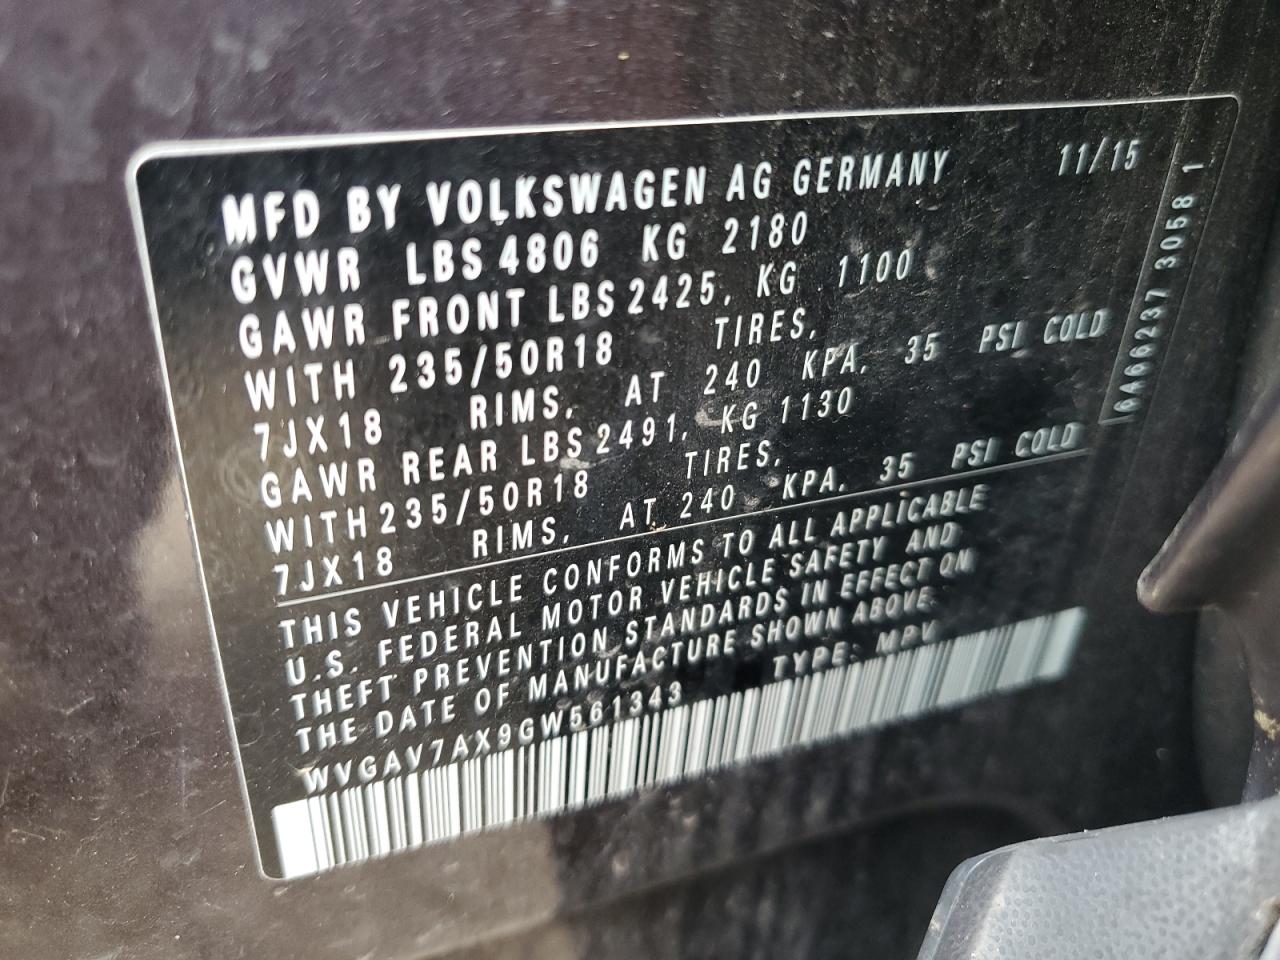 MFD BY VOLKSWAGEN AG GERMANY 11/15
GVWR LBS 4806 KG 2180
GAWR FRONT LBS 2425, KG 1100
WITH 235/50R18 TIRES,
7JX18 RIMS, AT 240 KPA, 35 PSI COLD
GAWR REAR LBS 2491, KG 1130
WITH 235/50R18 TIRES,
7JX18 RIMS, AT 240 KPA, 35 PSI COLD
THIS VEHICLE CONFORMS TO ALL APPLICABLE
U.S. FEDERAL MOTOR VEHICLE SAFETY AND
THEFT PREVENTION STANDARDS IN EFFECT ON
THE DATE OF MANUFACTURE SHOWN ABOVE.
WVGAV7AX9GW561343 TYPE: MPV
6A66237 3058 1